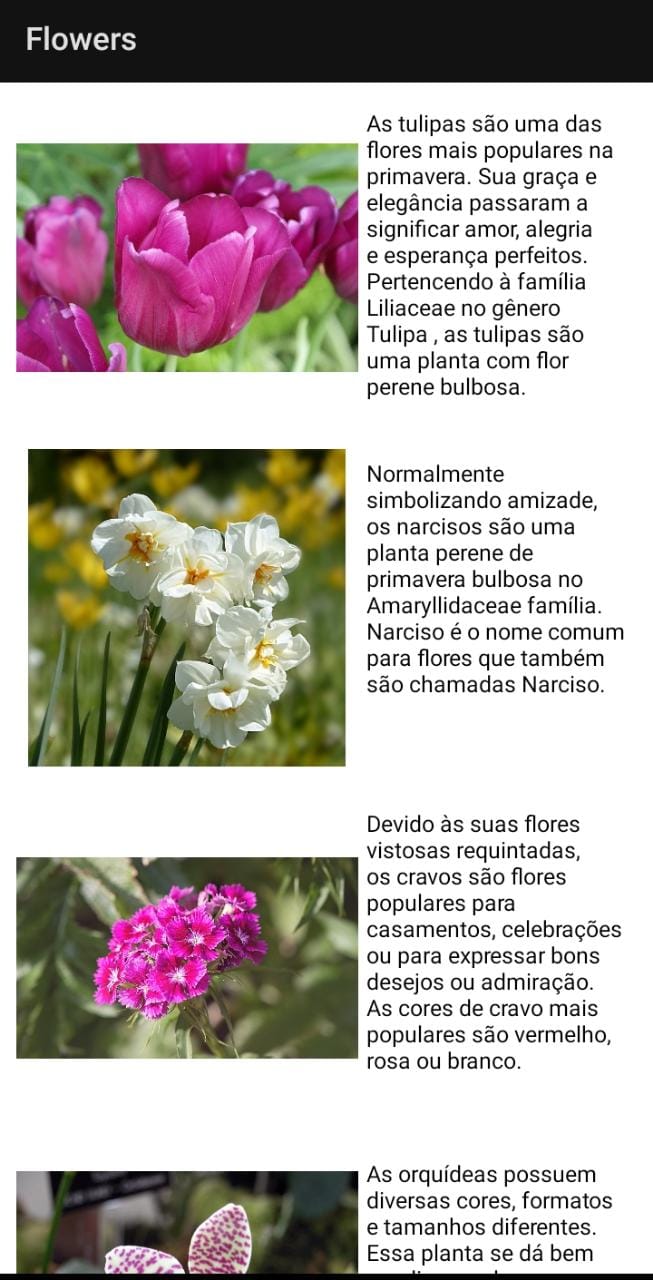 Flowers
As tulipas são uma das
flores mais populares na
primavera. Sua graça e
elegância passaram a
significar amor, alegria
e esperança perfeitos.
Pertencendo à família
Liliaceae no gênero
Tulipa , as tulipas são
uma planta com flor
perene bulbosa.
Normalmente
simbolizando amizade,
os narcisos são uma
planta perene de
primavera bulbosa no
Amaryllidaceae família.
Narciso é o nome comum
para flores que também
são chamadas Narciso.
Devido às suas flores
vistosas requintadas,
os cravos são flores
populares para
casamentos, celebrações
ou para expressar bons
desejos ou admiração.
As cores de cravo mais
populares são vermelho,
rosa ou branco.
As orquídeas possuem
diversas cores, formatos
e tamanhos diferentes.
Essa planta se dá bem